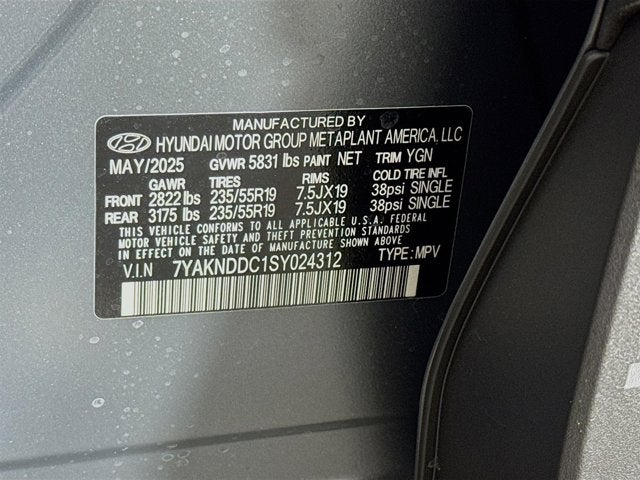 MANUFACTURED BY
HYUNDAI MOTOR GROUP METAPLANT AMERICA, LLC
MAY/2025 GVWR 5831 lbs PAINT NET TRIM YGN
GAWR TIRES RIMS COLD TIRE INFL
FRONT 2822 lbs 235/55R19 7.5JX19 38psi SINGLE
REAR 3175 lbs 235/55R19 7.5JX19 38psi SINGLE
THIS VEHICLE CONFORMS TO ALL APPLICABLE U.S.A. FEDERAL
MOTOR VEHICLE SAFETY AND THEFT PREVENTION STANDARDS
IN EFFECT ON THE DATE OF MANUFACTURE SHOWN ABOVE.
V.I.N 7YAKNDDC1SY024312 TYPE: MPV